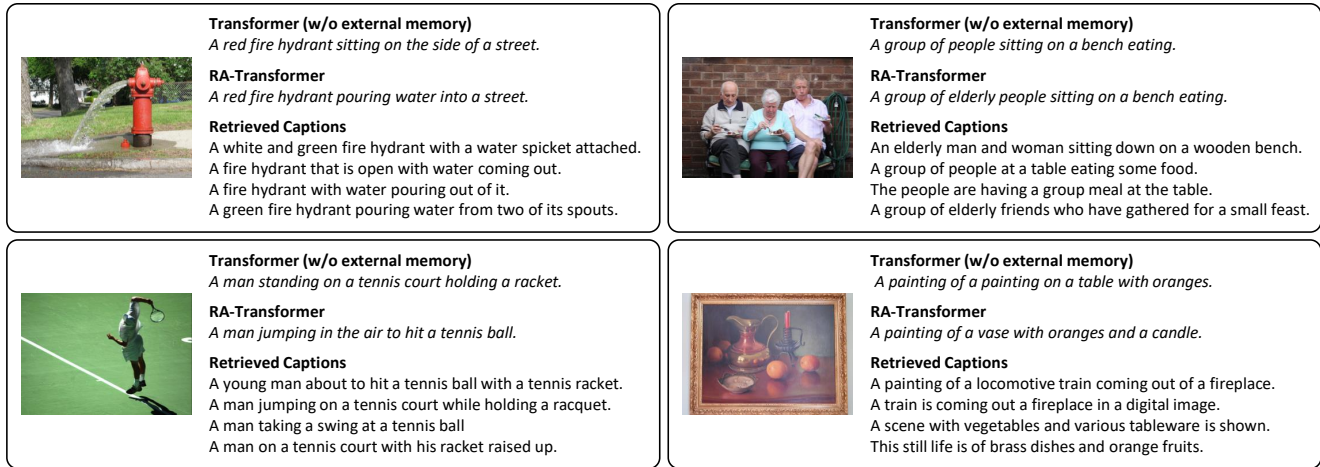 Transformer (w/o external memory)
A red fire hydrant sitting on the side of a street.
RA-Transformer
A red fire hydrant pouring water into a street.
Retrieved Captions
A white and green fire hydrant with a water spicket attached.
A fire hydrant that is open with water coming out.
A fire hydrant with water pouring out of it.
A green fire hydrant pouring water from two of its spouts.
Transformer (w/o external memory)
A group of people sitting on a bench eating.
RA-Transformer
A group of elderly people sitting on a bench eating.
Retrieved Captions
An elderly man and woman sitting down on a wooden bench.
A group of people at a table eating some food.
The people are having a group meal at the table.
A group of elderly friends who have gathered for a small feast.
Transformer (w/o external memory)
A man standing on a tennis court holding a racket.
RA-Transformer
A man jumping in the air to hit a tennis ball.
Retrieved Captions
A young man about to hit a tennis ball with a tennis racket.
A man jumping on a tennis court while holding a racquet.
A man taking a swing at a tennis ball
A man on a tennis court with his racket raised up.
Transformer (w/o external memory)
A painting of a painting on a table with oranges.
RA-Transformer
A painting of a vase with oranges and a candle.
Retrieved Captions
A painting of a locomotive train coming out of a fireplace.
A train is coming out a fireplace in a digital image.
A scene with vegetables and various tableware is shown.
This still life is of brass dishes and orange fruits.